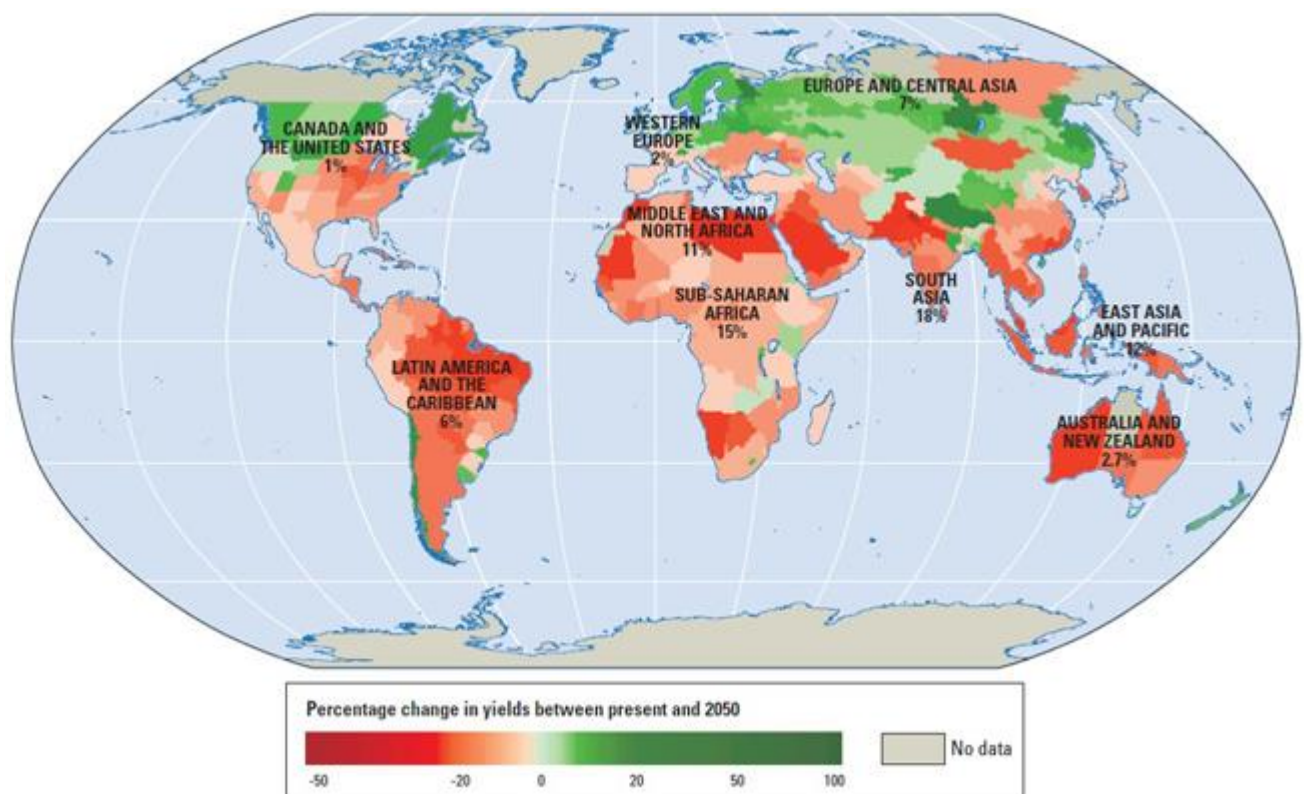 EUROPE AND CENTRAL ASIA
7%
CANADA AND
THE UNITED STATES
1%
WESTERN
EUROPE
2%
MIDDLE EAST AND
NORTH AFRICA
11%
SUB-SAHARAN
AFRICA
15%
SOUTH
ASIA
18%
EAST ASIA
AND PACIFIC
12%
LATIN AMERICA
AND THE
CARIBBEAN
6%
AUSTRALIA AND
NEW ZEALAND
2.7%
Percentage change in yields between present and 2050
-50 -20 0 20 50 100
No data